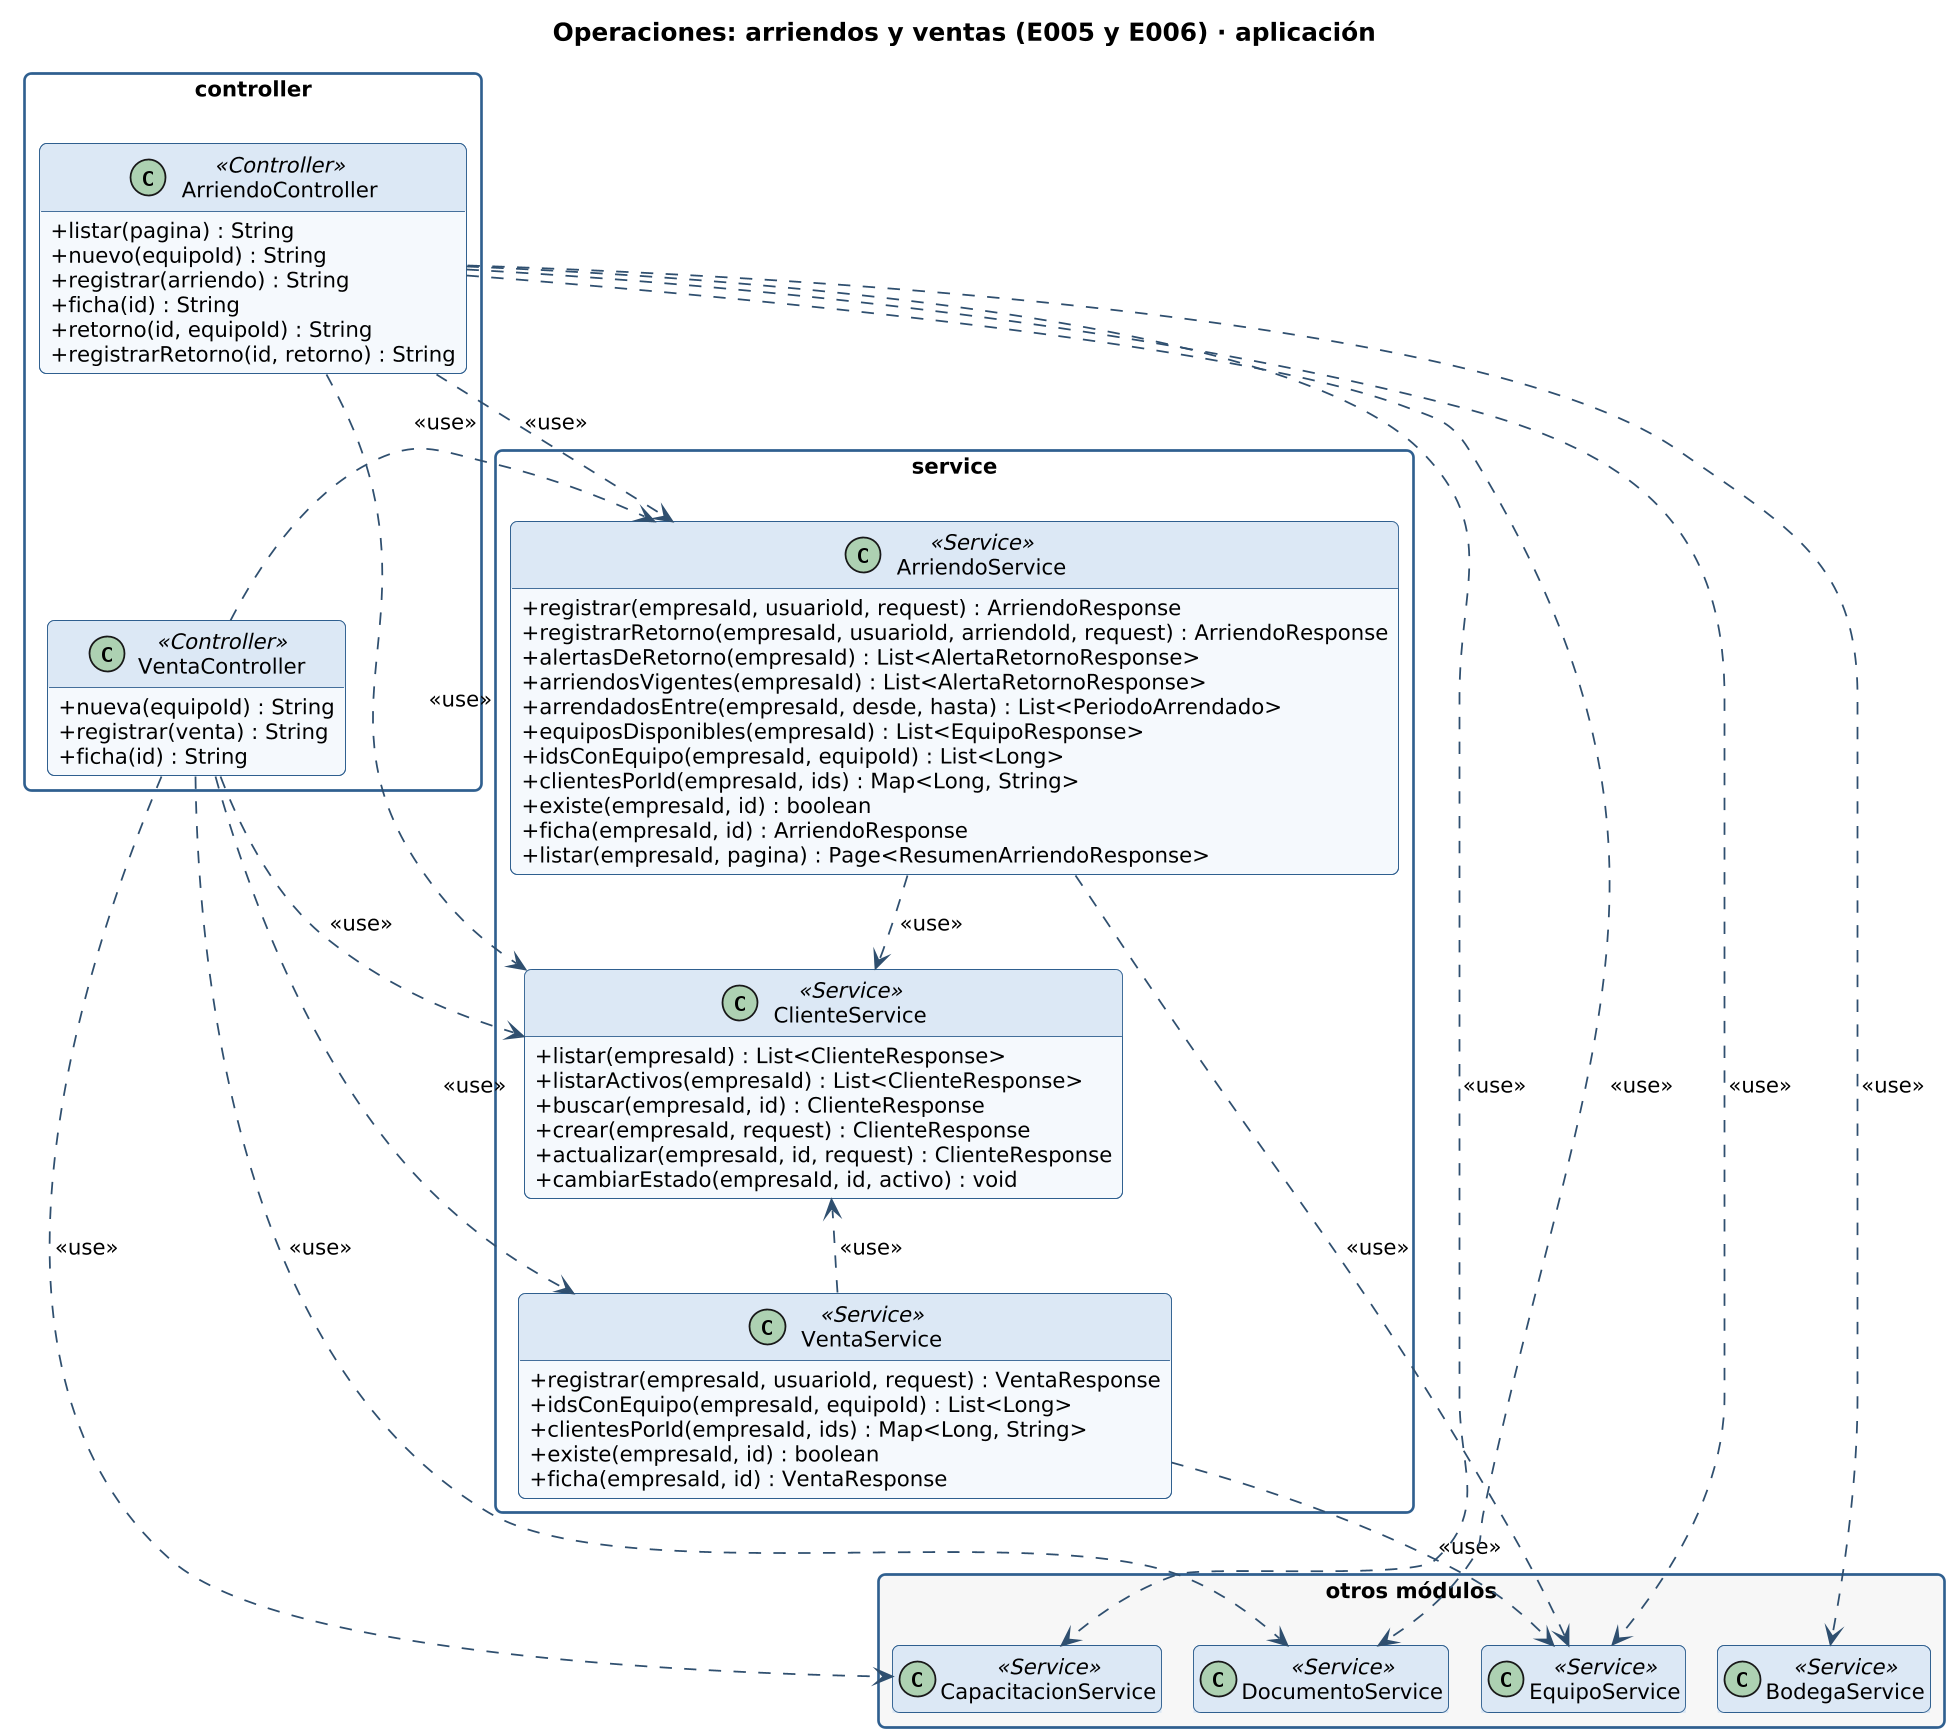 Operaciones: arriendos y ventas (E005 y E006) · aplicación
controller
«Controller»
C
ArriendoController
+listar(pagina) : String
+nuevo(equipoId) : String
+registrar(arriendo) : String
+ficha(id) : String
+retorno(id, equipoId) : String
+registrarRetorno(id, retorno) : String
«use»
«use»
service
«Service»
C
ArriendoService
+registrar(empresaId, usuarioId, request) : ArriendoResponse
+registrarRetorno(empresaId, usuarioId, arriendoId, request) : ArriendoResponse
+alertasDeRetorno(empresaId) : List<AlertaRetornoResponse>
+arriendosVigentes(empresaId) : List<AlertaRetornoResponse>
+arrendadosEntre(empresaId, desde, hasta) : List<PeriodoArrendado>
+equiposDisponibles(empresaId) : List<EquipoResponse>
+idsConEquipo(empresaId, equipoId) : List<Long>
+clientesPorId(empresaId, ids) : Map<Long, String>
+existe(empresaId, id) : boolean
+ficha(empresaId, id) : ArriendoResponse
+listar(empresaId, pagina) : Page<ResumenArriendoResponse>
«Controller»
C
VentaController
+nueva(equipoId) : String
+registrar(venta) : String
+ficha(id) : String
«use»
«use»
«use»
«Service»
C
ClienteService
+listar(empresaId) : List<ClienteResponse>
+listarActivos(empresaId) : List<ClienteResponse>
+buscar(empresaId, id) : ClienteResponse
+crear(empresaId, request) : ClienteResponse
+actualizar(empresaId, id, request) : ClienteResponse
+cambiarEstado(empresaId, id, activo) : void
«use»
«use»
«use»
«use»
«use»
«use»
«use»
«use»
«use»
«Service»
C
VentaService
+registrar(empresaId, usuarioId, request) : VentaResponse
+idsConEquipo(empresaId, equipoId) : List<Long>
+clientesPorId(empresaId, ids) : Map<Long, String>
+existe(empresaId, id) : boolean
+ficha(empresaId, id) : VentaResponse
«use»
otros módulos
«Service»
C
CapacitacionService
«Service»
C
DocumentoService
«Service»
C
EquipoService
«Service»
C
BodegaService